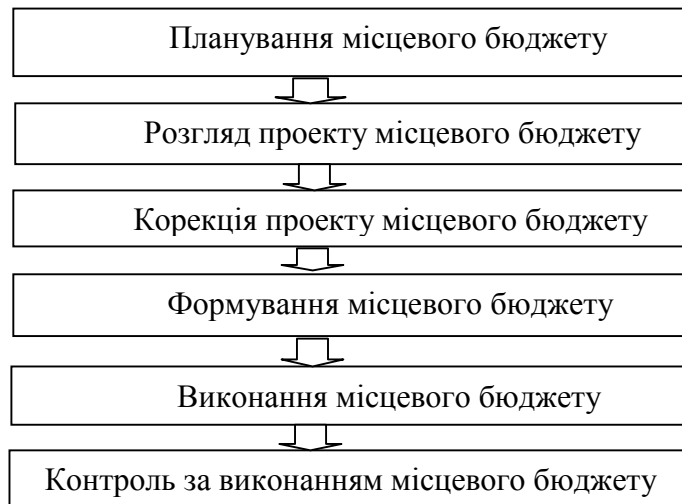 Планування місцевого бюджету
Розгляд проекту місцевого бюджету
Корекція проекту місцевого бюджету
Формування місцевого бюджету
Виконання місцевого бюджету
Контроль за виконанням місцевого бюджету